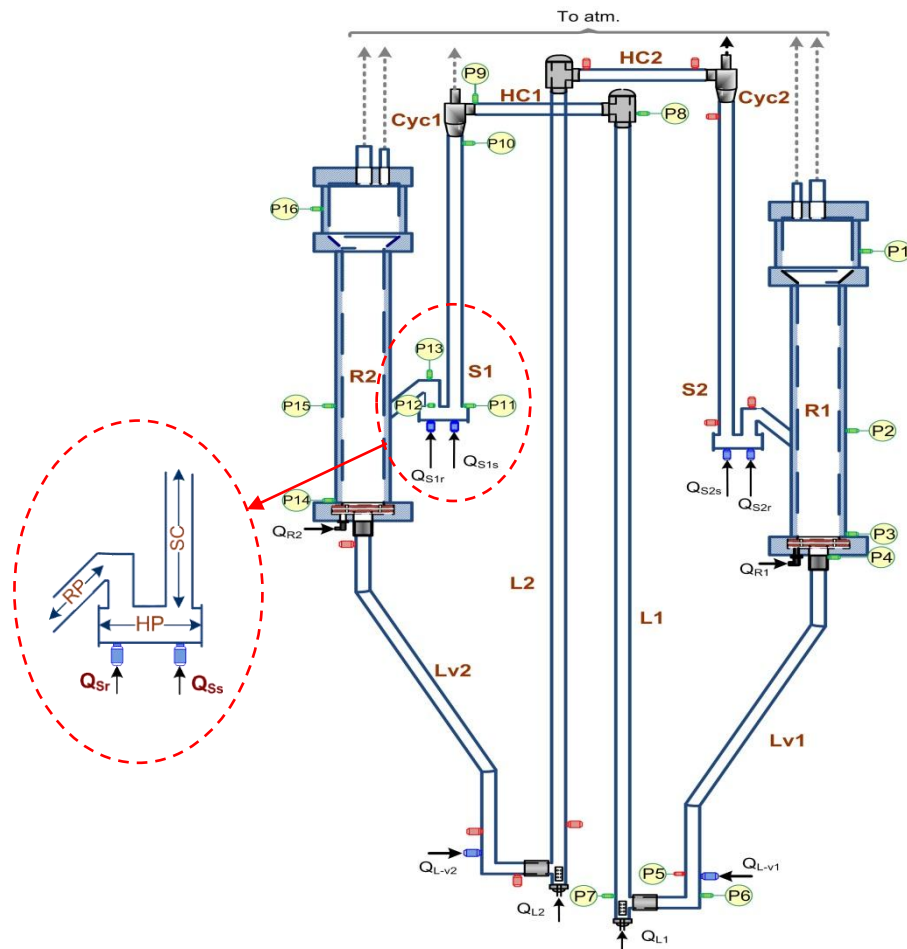 To atm.
HC2
P9
HC1
Cyc2
Cyc1
P8
P10
P16
P1
P13
S1
R2
S2
P15
P12
P11
R1
P2
QS1r
QS1s
QS2s
QS2r
P14
QR2
P3
P4
QR1
SC
RP
HP
L2
L1
QSr
QSs
Lv2
Lv1
QL-v2
P5
QL-v1
P7
P6
QL2
QL1